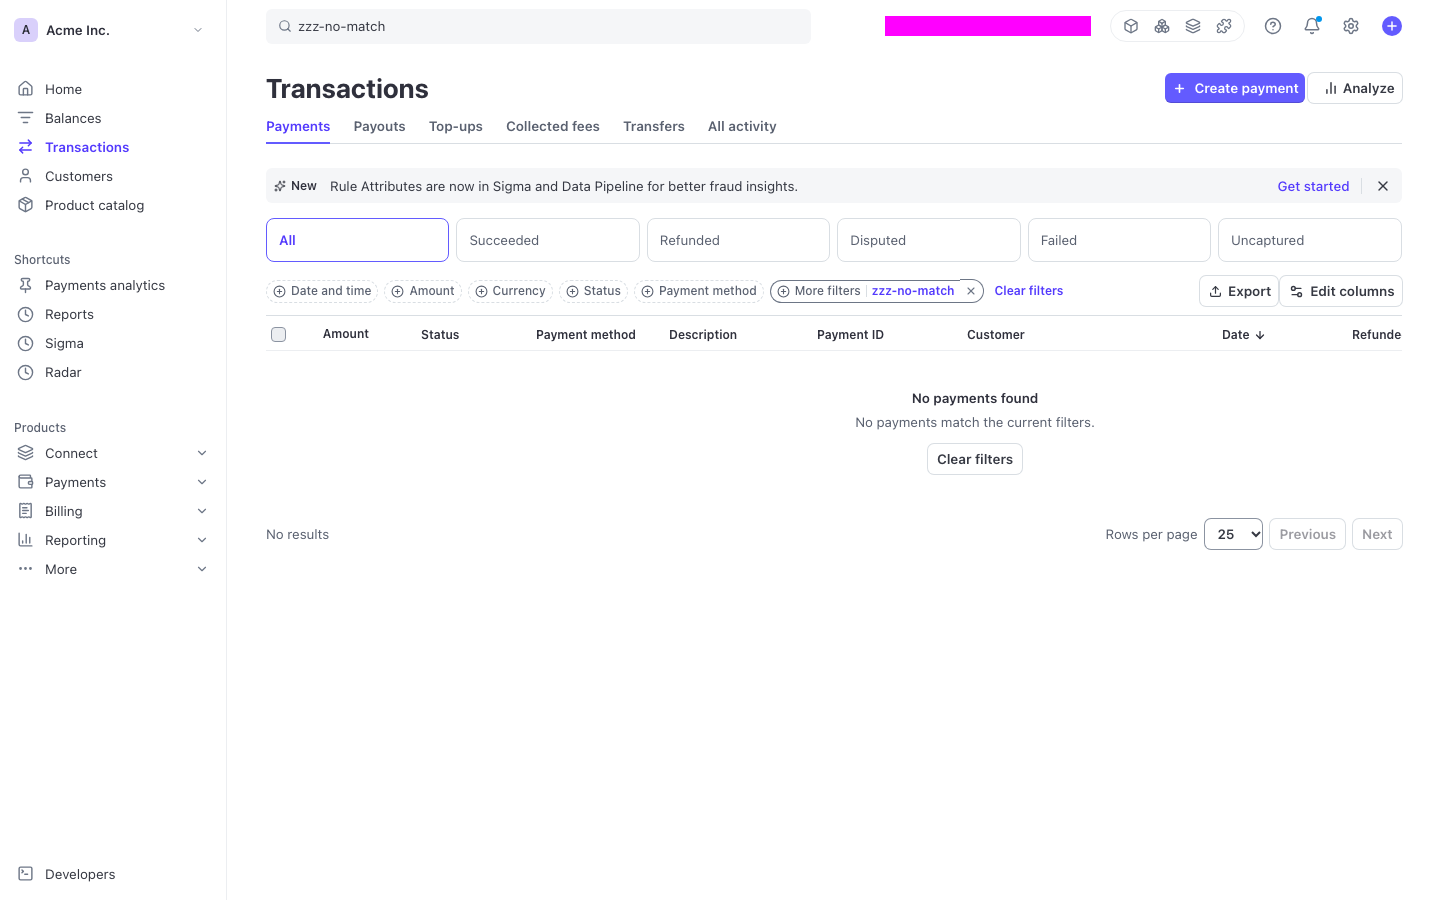 A Acme Inc.
zzz-no-match
Home
Balances
Transactions
Customers
Product catalog
Shortcuts
Payments analytics
Reports
Sigma
Radar
Products
Connect
Payments
Billing
Reporting
More
Developers
Transactions
Create payment
Analyze
Payments Payouts Top-ups Collected fees Transfers All activity
New Rule Attributes are now in Sigma and Data Pipeline for better fraud insights. Get started
All Succeeded Refunded Disputed Failed Uncaptured
Date and time Amount Currency Status Payment method More filters zzz-no-match Clear filters Export Edit columns
Amount Status Payment method Description Payment ID Customer Date Refunde
No payments found
No payments match the current filters.
Clear filters
No results Rows per page 25 Previous Next